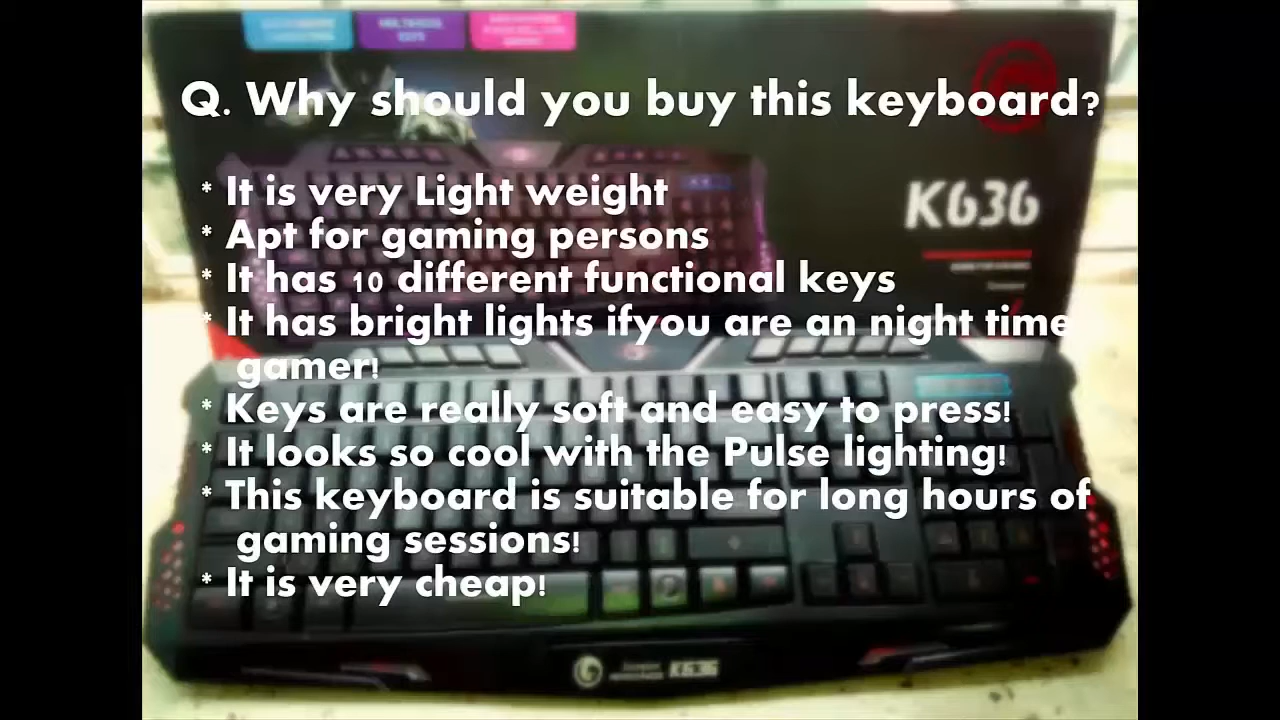 MULTIMEDIA
KEYS
Q. Why should you buy this keyboard?
K636
* It is very Light weight
* Apt for gaming persons
* It has 10 different functional keys
* It has bright lights ifyou are an night time
gamer!
* Keys are really soft and easy to press!
* It looks so cool with the Pulse lighting!
* This keyboard is suitable for long hours of
gaming sessions!
* It is very cheap!
K636